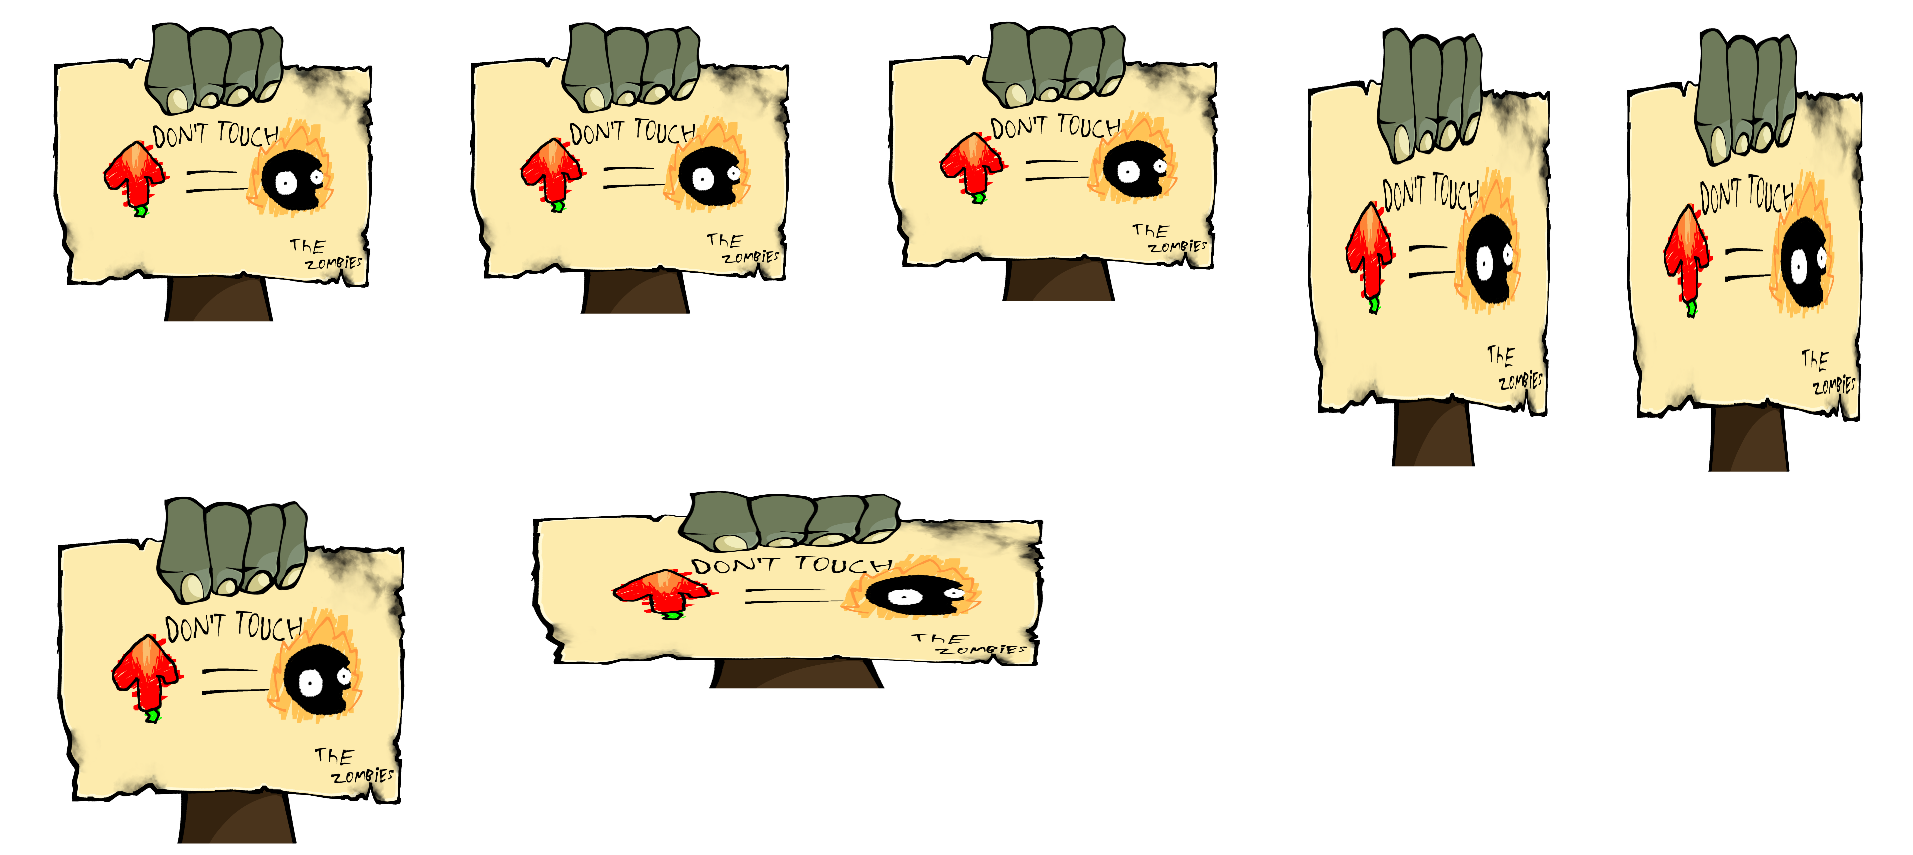 DON'T TOUCH
=
ThE
ZOMBiES
DON'T TOUCH
=
ThE
ZOMBiES
DON'T TOUCH
=
ThE
ZOMBiES
DON'T TOUCH
=
ThE
ZOMBiES
DON'T TOUCH
=
ThE
ZOMBiES
DON'T TOUCH
=
ThE
ZOMBiES
DON'T TOUCH
=
ThE
ZOMBiES